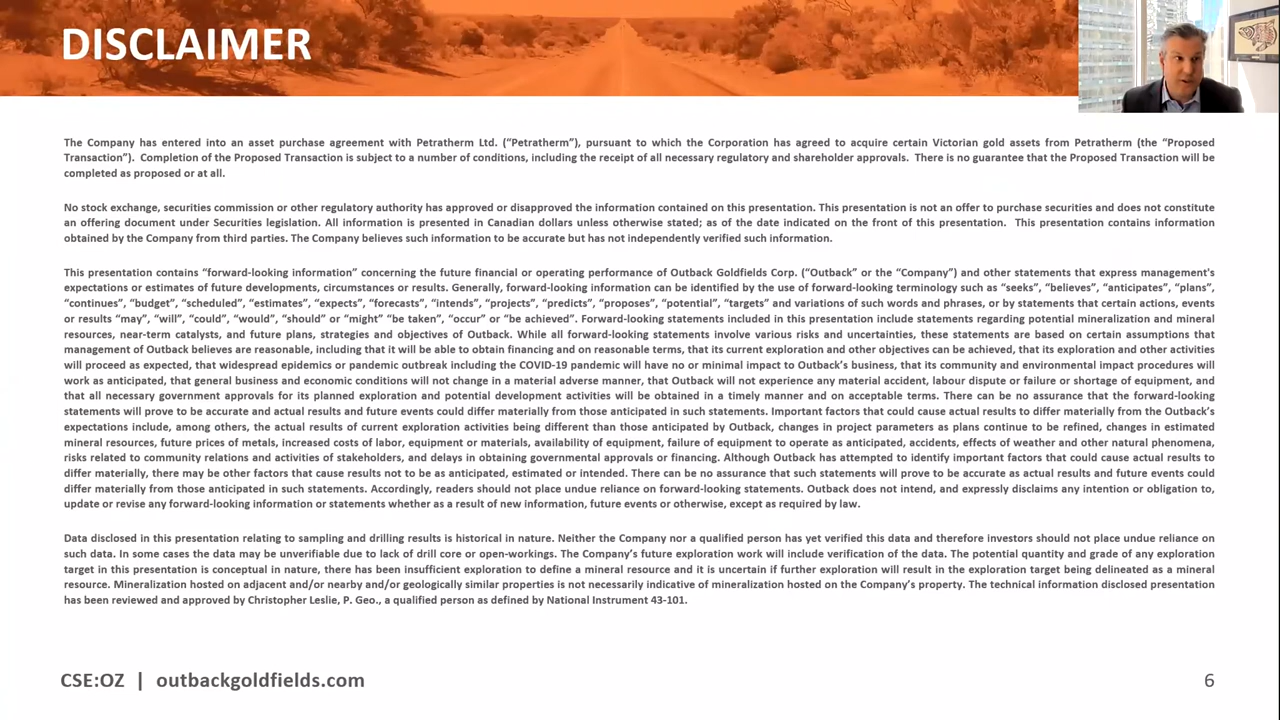 DISCLAIMER
The Company has entered into an asset purchase agreement with Petratherm Ltd. (“Petratherm”), pursuant to which the Corporation has agreed to acquire certain Victorian gold assets from Petratherm (the “Proposed
Transaction”). Completion of the Proposed Transaction is subject to a number of conditions, including the receipt of all necessary regulatory and shareholder approvals. There is no guarantee that the Proposed Transaction will be
completed as proposed or at all.
No stock exchange, securities commission or other regulatory authority has approved or disapproved the information contained on this presentation. This presentation is not an offer to purchase securities and does not constitute
an offering document under Securities legislation. All information is presented in Canadian dollars unless otherwise stated; as of the date indicated on the front of this presentation. This presentation contains information
obtained by the Company from third parties. The Company believes such information to be accurate but has not independently verified such information.
This presentation contains “forward-looking information” concerning the future financial or operating performance of Outback Goldfields Corp. (“Outback” or the “Company”) and other statements that express management's
expectations or estimates of future developments, circumstances or results. Generally, forward-looking information can be identified by the use of forward-looking terminology such as “seeks”, “believes”, “anticipates”, “plans”,
“continues”, “budget”, “scheduled”, “estimates”, “expects”, “forecasts”, “intends”, “projects”, “predicts”, “proposes”, “potential”, “targets” and variations of such words and phrases, or by statements that certain actions, events
or results “may”, “will”, “could”, “would”, “should” or “might” “be taken”, “occur” or “be achieved”. Forward-looking statements included in this presentation include statements regarding potential mineralization and mineral
resources, near-term catalysts, and future plans, strategies and objectives of Outback. While all forward-looking statements involve various risks and uncertainties, these statements are based on certain assumptions that
management of Outback believes are reasonable, including that it will be able to obtain financing and on reasonable terms, that its current exploration and other objectives can be achieved, that its exploration and other activities
will proceed as expected, that widespread epidemics or pandemic outbreak including the COVID-19 pandemic will have no or minimal impact to Outback’s business, that its community and environmental impact procedures will
work as anticipated, that general business and economic conditions will not change in a material adverse manner, that Outback will not experience any material accident, labour dispute or failure or shortage of equipment, and
that all necessary government approvals for its planned exploration and potential development activities will be obtained in a timely manner and on acceptable terms. There can be no assurance that the forward-looking
statements will prove to be accurate and actual results and future events could differ materially from those anticipated in such statements. Important factors that could cause actual results to differ materially from the Outback’s
expectations include, among others, the actual results of current exploration activities being different than those anticipated by Outback, changes in project parameters as plans continue to be refined, changes in estimated
mineral resources, future prices of metals, increased costs of labor, equipment or materials, availability of equipment, failure of equipment to operate as anticipated, accidents, effects of weather and other natural phenomena,
risks related to community relations and activities of stakeholders, and delays in obtaining governmental approvals or financing. Although Outback has attempted to identify important factors that could cause actual results to
differ materially, there may be other factors that cause results not to be as anticipated, estimated or intended. There can be no assurance that such statements will prove to be accurate as actual results and future events could
differ materially from those anticipated in such statements. Accordingly, readers should not place undue reliance on forward-looking statements. Outback does not intend, and expressly disclaims any intention or obligation to,
update or revise any forward-looking information or statements whether as a result of new information, future events or otherwise, except as required by law.
Data disclosed in this presentation relating to sampling and drilling results is historical in nature. Neither the Company nor a qualified person has yet verified this data and therefore investors should not place undue reliance on
such data. In some cases the data may be unverifiable due to lack of drill core or open-workings. The Company’s future exploration work will include verification of the data. The potential quantity and grade of any exploration
target in this presentation is conceptual in nature, there has been insufficient exploration to define a mineral resource and it is uncertain if further exploration will result in the exploration target being delineated as a mineral
resource. Mineralization hosted on adjacent and/or nearby and/or geologically similar properties is not necessarily indicative of mineralization hosted on the Company’s property. The technical information disclosed presentation
has been reviewed and approved by Christopher Leslie, P. Geo., a qualified person as defined by National Instrument 43-101.
CSE:OZ | outbackgoldfields.com
6